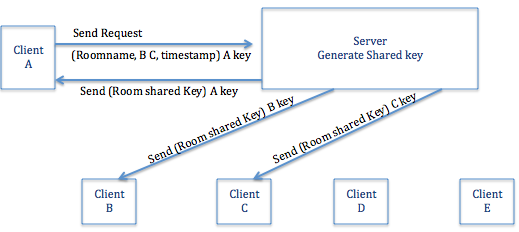 Send Request
Client
A
(Roomname, B C, timestamp) A key
Server
Generate Shared key
Send (Room shared Key) A key
Send (Room shared Key) B key
Send (Room shared Key) C key
Client
B
Client
C
Client
D
Client
E